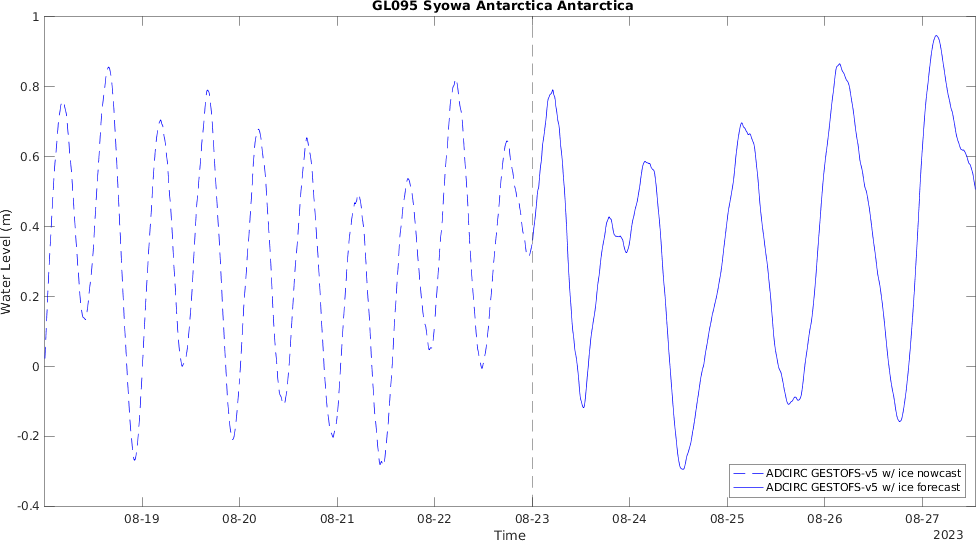 GL095 Syowa Antarctica Antarctica
Water Level (m)
1
0.8
0.6
0.4
0.2
0
-0.2
-0.4
ADCIRC GESTOFS-v5 w/ ice nowcast
ADCIRC GESTOFS-v5 w/ ice forecast
08-19 08-20 08-21 08-22 08-23 08-24 08-25 08-26 08-27
Time
2023